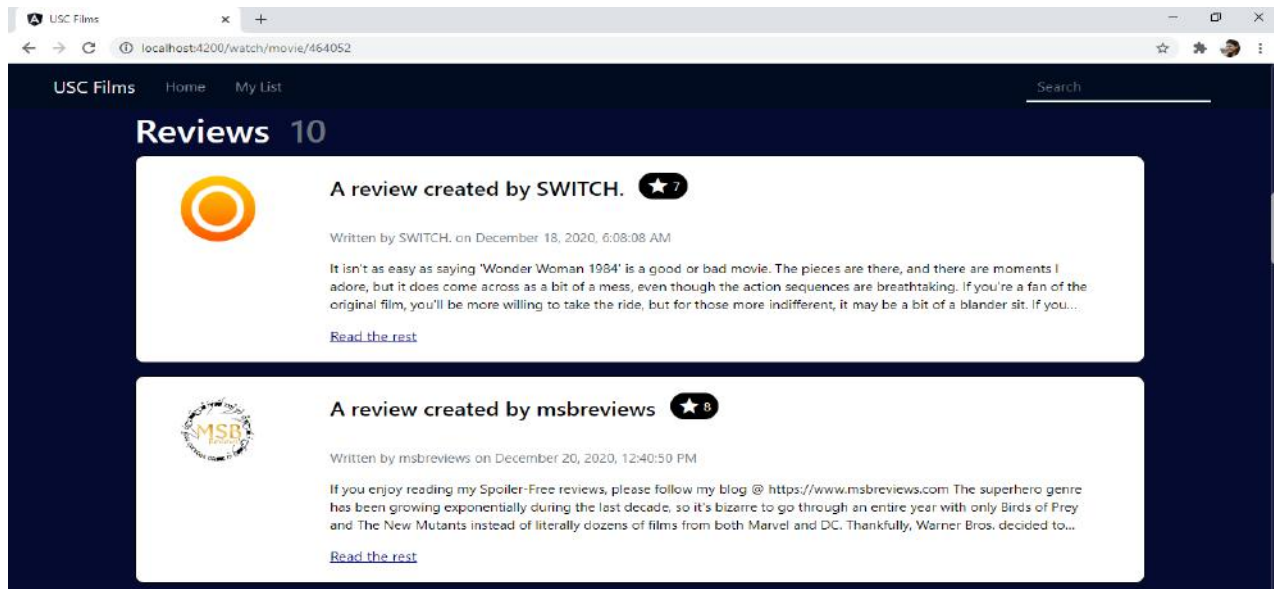 USC Films
localhost:4200/watch/movie/464052
USC Films Home My List Search
Reviews 10
A review created by SWITCH. 7
Written by SWITCH. on December 18, 2020, 6:08:08 AM
It isn't as easy as saying 'Wonder Woman 1984' is a good or bad movie. The pieces are there, and there are moments I
adore, but it does come across as a bit of a mess, even though the action sequences are breathtaking. If you're a fan of the
original film, you'll be more willing to take the ride, but for those more indifferent, it may be a bit of a blander sit. If you...
Read the rest
MSB
A review created by msbreviews 8
Written by msbreviews on December 20, 2020, 12:40:50 PM
If you enjoy reading my Spoiler-Free reviews, please follow my blog @ https://www.msbreviews.com The superhero genre
has been growing exponentially during the last decade, so it's bizarre to go through an entire year with only Birds of Prey
and The New Mutants instead of literally dozens of films from both Marvel and DC. Thankfully, Warner Bros. decided to...
Read the rest